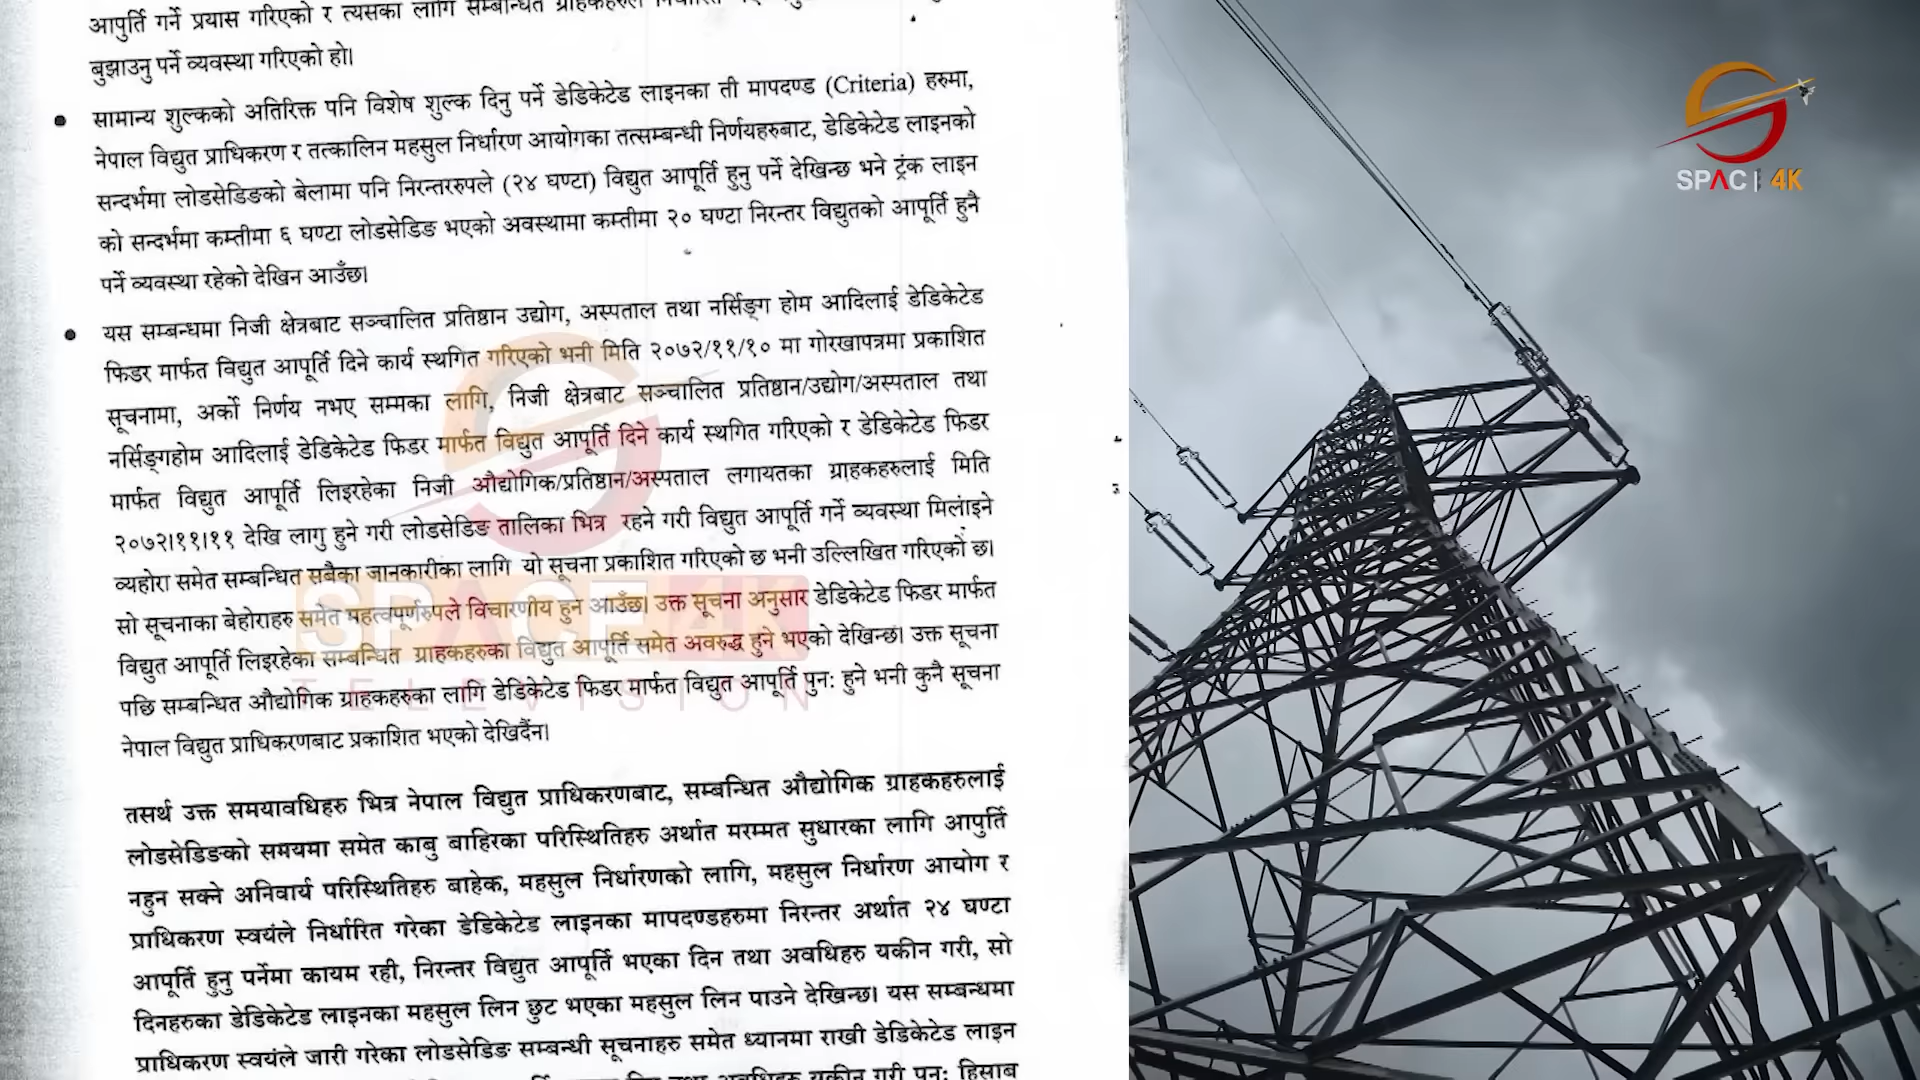 आपुर्ति गर्ने प्रयास गरिएको र त्यसका लागि सम्बन्धित ग्राहकहरुले
बुझाउनु पर्ने व्यवस्था गरिएको हो।
सामान्य शुल्कको अतिरिक्त पनि विशेष शुल्क दिनु पर्ने डेडिकेटेड लाइनका ती मापदण्ड (Criteria) हरुमा,
नेपाल विद्युत प्राधिकरण र तत्कालिन महसुल निर्धारण आयोगका तत्सम्बन्धी निर्णयहरुबाट, डेडिकेटेड लाइनको
सन्दर्भमा लोडसेडिङको बेलामा पनि निरन्तररुपले (२४ घण्टा) विद्युत आपूर्ति हुनु पर्ने देखिन्छ भने ट्रंक लाइन
को सन्दर्भमा कम्तीमा ६ घण्टा लोडसेडिङ भएको अवस्थामा कम्तीमा २० घण्टा निरन्तर विद्युतको आपूर्ति हुनै
पर्ने व्यवस्था रहेको देखिन आउँछ।
यस सम्बन्धमा निजी क्षेत्रबाट सञ्चालित प्रतिष्ठान उद्योग, अस्पताल तथा नर्सिङ्ग होम आदिलाई डेडिकेटेड
फिडर मार्फत विद्युत आपूर्ति दिने कार्य स्थगित गरिएको भनी मिति २०७२/११/१० मा गोरखापत्रमा प्रकाशित
सूचनामा, अर्को निर्णय नभए सम्मका लागि, निजी क्षेत्रबाट सञ्चालित प्रतिष्ठान/उद्योग/अस्पताल तथा
नर्सिङ्गहोम आदिलाई डेडिकेटेड फिडर मार्फत विद्युत आपूर्ति दिने कार्य स्थगित गरिएको र डेडिकेटेड फिडर
मार्फत विद्युत आपूर्ति लिइरहेका निजी औद्योगिक/प्रतिष्ठान/अस्पताल लगायतका ग्राहकहरुलाई मिति
२०७२।११।११ देखि लागु हुने गरी लोडसेडिङ तालिका भित्र रहने गरी विद्युत आपूर्ति गर्ने व्यवस्था मिलाइने
व्यहोरा समेत सम्बन्धित सबैका जानकारीका लागि यो सूचना प्रकाशित गरिएको छ भनी उल्लिखित गरिएको छ।
सो सूचनाका बेहोराहरु समेत महत्वपूर्णरुपले विचारणीय हुन आउँछ। उक्त सूचना अनुसार डेडिकेटेड फिडर मार्फत
विद्युत आपूर्ति लिइरहेका सम्बन्धित ग्राहकहरुका विद्युत आपूर्ति समेत अवरुद्ध हुने भएको देखिन्छ। उक्त सूचना
पछि सम्बन्धित औद्योगिक ग्राहकहरुका लागि डेडिकेटेड फिडर मार्फत विद्युत आपूर्ति पुन: हुने भनी कुनै सूचना
नेपाल विद्युत प्राधिकरणबाट प्रकाशित भएको देखिदैंन।
तसर्थ उक्त समयावधिहरु भित्र नेपाल विद्युत प्राधिकरणबाट, सम्बन्धित औद्योगिक ग्राहकहरुलाई
लोडसेडिङको समयमा समेत काबु बाहिरका परिस्थितिहरु अर्थात मरम्मत सुधारका लागि आपुर्ति
नहुन सक्ने अनिवार्य परिस्थितिहरु बाहेक, महसुल निर्धारणको लागि, महसुल निर्धारण आयोग र
प्राधिकरण स्वयंले निर्धारित गरेका डेडिकेटेड लाइनका मापदण्डहरुमा निरन्तर अर्थात २४ घण्टा
आपूर्ति हुनु पर्नेमा कायम रही, निरन्तर विद्युत आपूर्ति भएका दिन तथा अवधिहरु यकीन गरी, सो
दिनहरुका डेडिकेटेड लाइनका महसुल लिन छुट भएका महसुल लिन पाउने देखिन्छ। यस सम्बन्धमा
प्राधिकरण स्वयंले जारी गरेका लोडसेडिङ सम्बन्धी सूचनाहरु समेत ध्यानमा राखी डेडिकेटेड लाइन
तथा अवधिहरु यकीन गरी पुन: हिसाब
SPACE 4K
TELEVISION
SPAC 4K